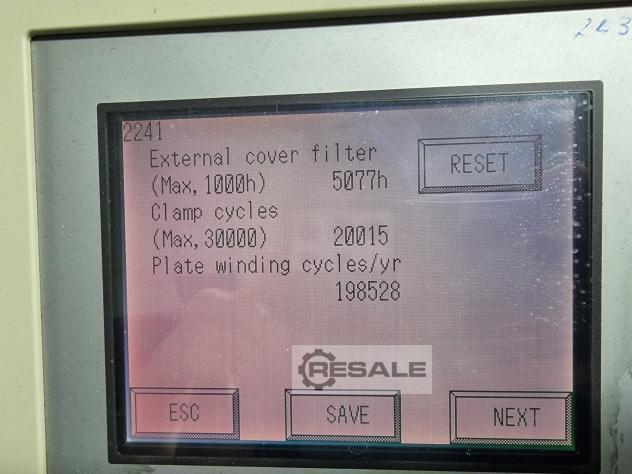 243
2241
External cover filter
(Max,1000h) 5077h
RESET
Clamp cycles
(Max,30000) 20015
Plate winding cycles/yr
198528
RESALE
ESC SAVE NEXT